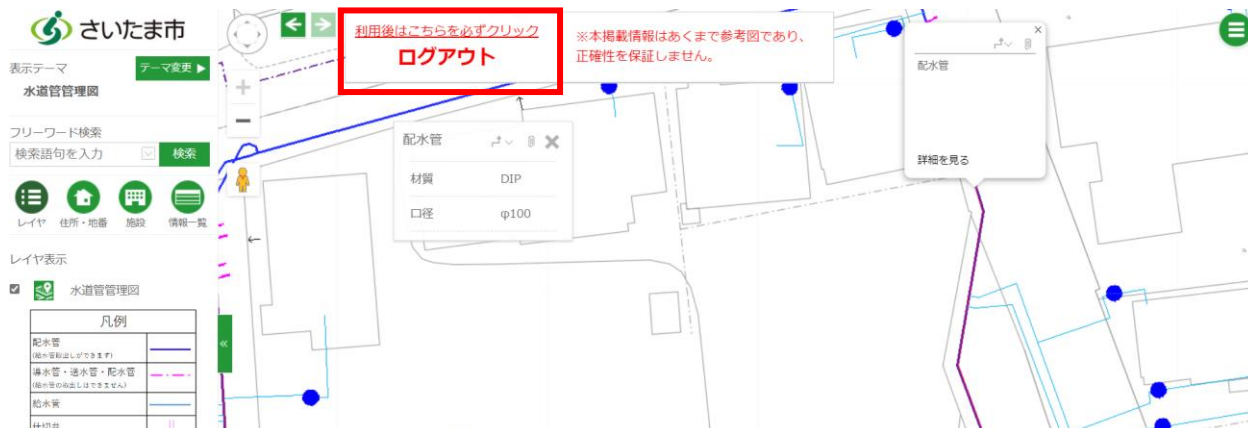 さいたま市
表示テーマ
テーマ変更 ▶
水道管管理図
フリーワード検索
検索語句を入力
検索
レイヤ
住所・地番
施設
情報一覧
レイヤ表示
水道管管理図
凡例
配水管
(給水管取出しができます)
導水管・送水管・配水管
(給水管の取出しはできません)
給水管
仕切弁
利用後はこちらを必ずクリック
ログアウト
※本掲載情報はあくまで参考図であり、
正確性を保証しません。
配水管
材質 DIP
口径 φ100
配水管
詳細を見る